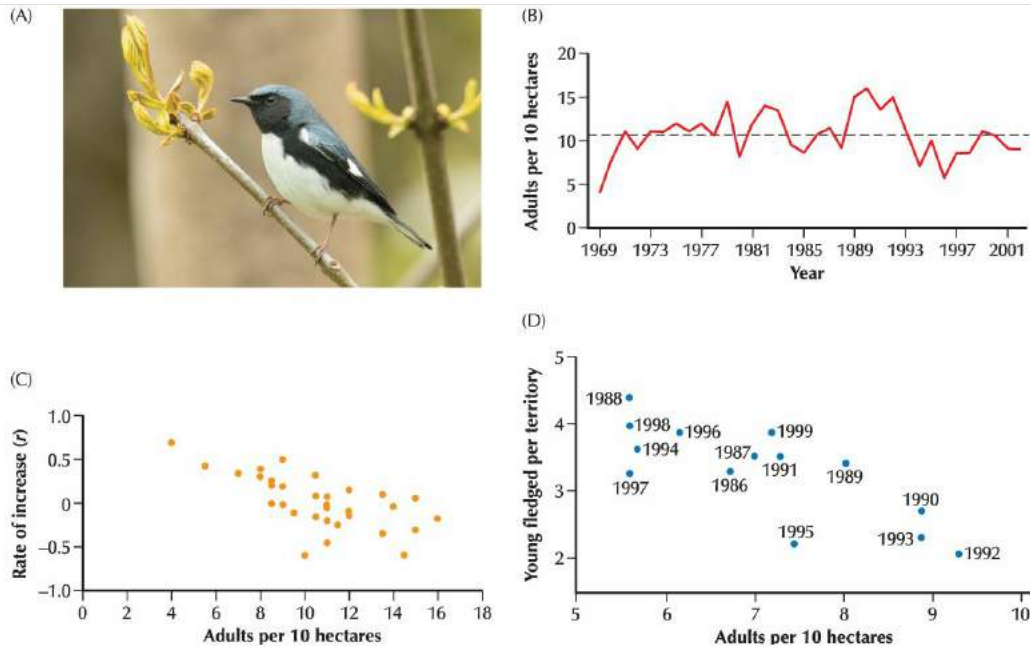 (A)
(B)
Adults per 10 hectares
20
15
10
5
0
1969 1973 1977 1981 1985 1989 1993 1997 2001
Year
(C)
Rate of increase (r)
1.0
0.5
0
−0.5
−1.0
0 2 4 6 8 10 12 14 16 18
Adults per 10 hectares
(D)
Young fledged per territory
5
4
3
2
1988
1998
1996
1999
1994
1987
1991
1989
1997
1986
1990
1995
1993
1992
5 6 7 8 9 10
Adults per 10 hectares